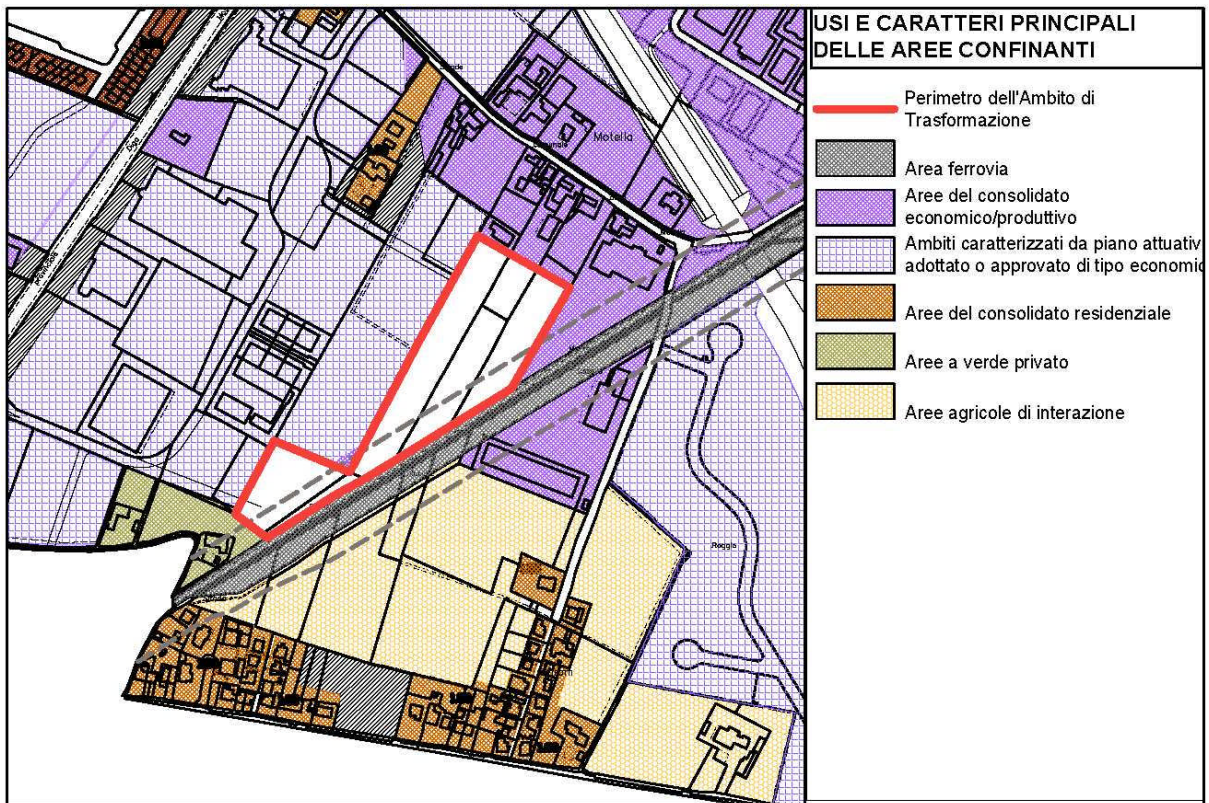 USI E CARATTERI PRINCIPALI
DELLE AREE CONFINANTI
Perimetro dell'Ambito di
Trasformazione
Area ferrovia
Aree del consolidato
economico/produttivo
Ambiti caratterizzati da piano attuativ
adottato o approvato di tipo economic
Aree del consolidato residenziale
Aree a verde privato
Aree agricole di interazione
Motella
Roggia